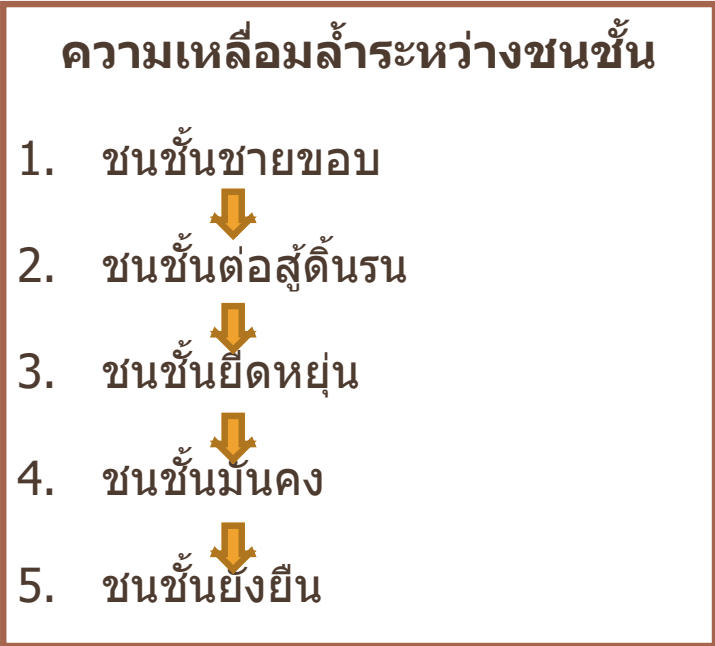 ความเหลื่อมล้ำระหว่างชนชั้น
1. ชนชั้นชายขอบ
2. ชนชั้นต่อสู้ดิ้นรน
3. ชนชั้นยืดหยุ่น
4. ชนชั้นมั่นคง
5. ชนชั้นยั่งยืน